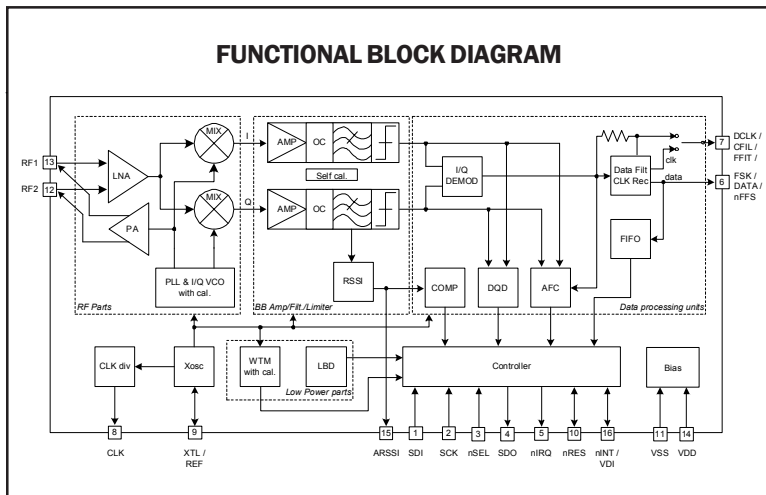 FUNCTIONAL BLOCK DIAGRAM
MIX
I
AMP
OC
Self cal.
RF1
13
LNA
RF2
12
PA
MIX
Q
AMP
OC
I/Q
DEMOD
Data Filt
CLK Rec
clk
data
7
DCLK /
CFIL /
FFIT /
6
FSK /
DATA /
nFFS
FIFO
PLL & I/Q VCO
with cal.
RSSI
COMP
DQD
AFC
RF Parts
BB Amp/Filt./Limiter
Data processing units
CLK div
Xosc
WTM
with cal.
LBD
Low Power parts
Controller
Bias
8
9
15
1
2
3
4
5
10
16
11
14
CLK
XTL /
REF
ARSSI
SDI
SCK
nSEL
SDO
nIRQ
nRES
nINT /
VDI
VSS
VDD